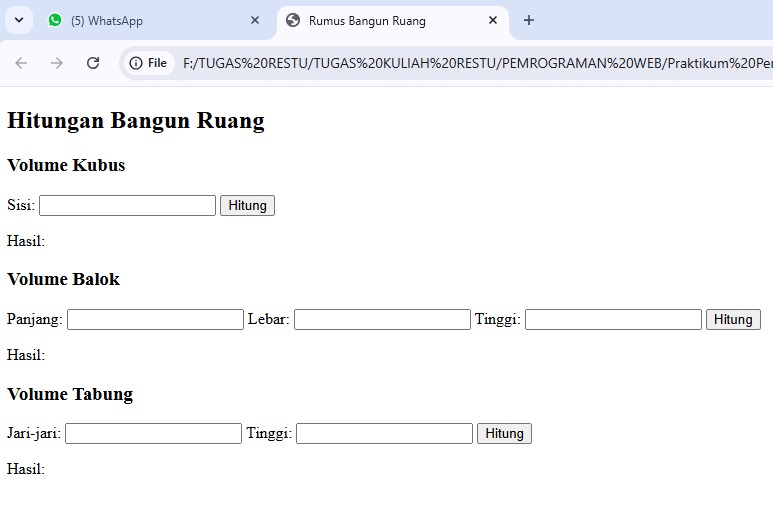 (5) WhatsApp
Rumus Bangun Ruang
File F:/TUGAS%20RESTU/TUGAS%20KULIAH%20RESTU/PEMROGRAMAN%20WEB/Praktikum%20Per
Hitungan Bangun Ruang
Volume Kubus
Sisi: Hitung
Hasil:
Volume Balok
Panjang: Lebar: Tinggi: Hitung
Hasil:
Volume Tabung
Jari-jari: Tinggi: Hitung
Hasil: